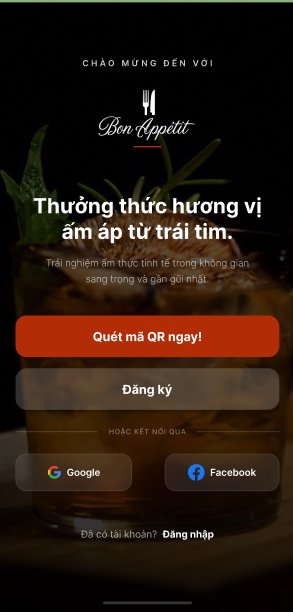 CHÀO MỪNG ĐẾN VỚI
Bon Appétit
Thưởng thức hương vị
ấm áp từ trái tim.
Trải nghiệm ẩm thực tinh tế trong không gian
sang trọng và gần gũi nhất.
Quét mã QR ngay!
Đăng ký
HOẶC KẾT NỐI QUA
Google
Facebook
Đã có tài khoản? Đăng nhập